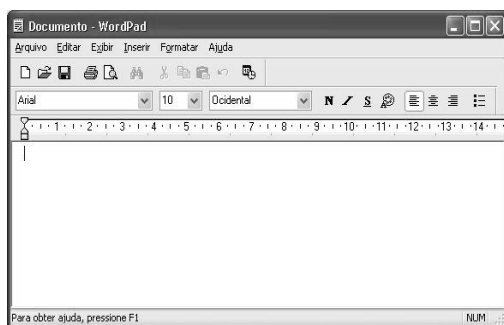 Documento - WordPad
Arquivo Editar Exibir Inserir Formatar Ajuda
Arial 10 Ocidental N I S
1 2 3 4 5 6 7 8 9 10 11 12 13 14
Para obter ajuda, pressione F1 NUM